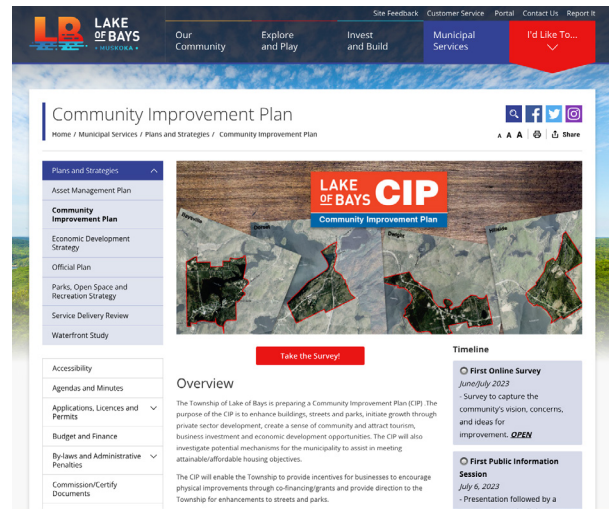 Site Feedback Customer Service Portal Contact Us Report It
LAKE
OF BAYS
• MUSKOKA •
Our
Community
Explore
and Play
Invest
and Build
Municipal
Services
I'd Like To...
Community Improvement Plan
Home / Municipal Services / Plans and Strategies / Community Improvement Plan
A A A Share
Plans and Strategies
Asset Management Plan
Community
Improvement Plan
Economic Development
Strategy
Official Plan
Parks, Open Space and
Recreation Strategy
Service Delivery Review
Waterfront Study
Accessibility
Agendas and Minutes
Applications, Licences and
Permits
Budget and Finance
By-laws and Administrative
Penalties
Commission/Certify
Documents
LAKE
OF BAYS CIP
Community Improvement Plan
Baysville
Dorset
Dwight
Hillside
Take the Survey!
Overview
The Township of Lake of Bays is preparing a Community Improvement Plan (CIP) .The
purpose of the CIP is to enhance buildings, streets and parks, initiate growth through
private sector development, create a sense of community and attract tourism,
business investment and economic development opportunities. The CIP will also
investigate potential mechanisms for the municipality to assist in meeting
attainable/affordable housing objectives.
The CIP will enable the Township to provide incentives for businesses to encourage
physical improvements through co-financing/grants and provide direction to the
Township for enhancements to streets and parks.
Timeline
First Online Survey
June/July 2023
- Survey to capture the
community's vision, concerns,
and ideas for
improvement. OPEN
First Public Information
Session
July 6, 2023
- Presentation followed by a